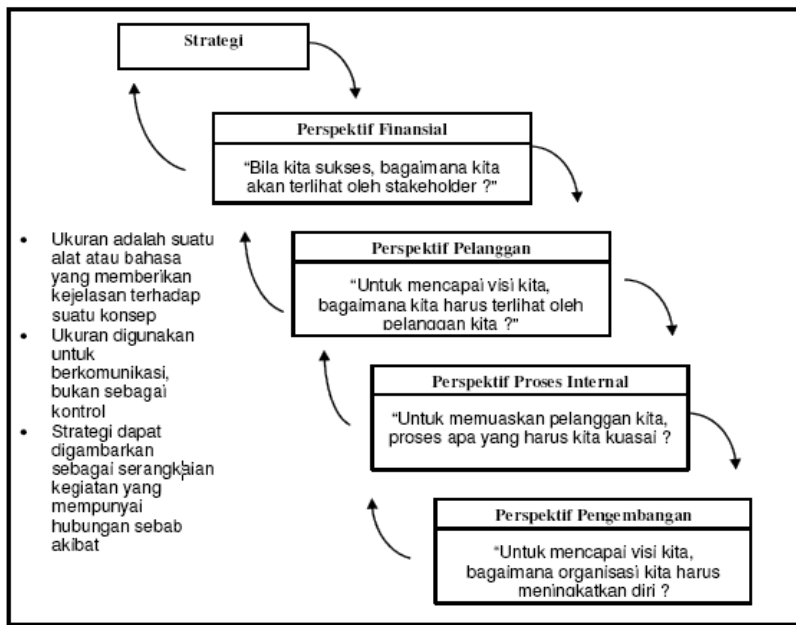 Strategi
Perspektif Finansial
“Bila kita sukses, bagaimana kita
akan terlihat oleh stakeholder ?”
Perspektif Pelanggan
“Untuk mencapai visi kita,
bagaimana kita harus terlihat oleh
pelanggan kita ?”
Perspektif Proses Internal
“Untuk memuaskan pelanggan kita,
proses apa yang harus kita kuasai ?
Perspektif Pengembangan
“Untuk mencapai visi kita,
bagaimana organisasi kita harus
meningkatkan diri ?
• Ukuran adalah suatu
alat atau bahasa
yang memberikan
kejelasan terhadap
suatu konsep
• Ukuran digunakan
untuk
berkomunikasi,
bukan sebagai
kontrol
• Strategi dapat
digambarkan
sebagai serangkaian
kegiatan yang
mempunyai
hubungan sebab
akibat